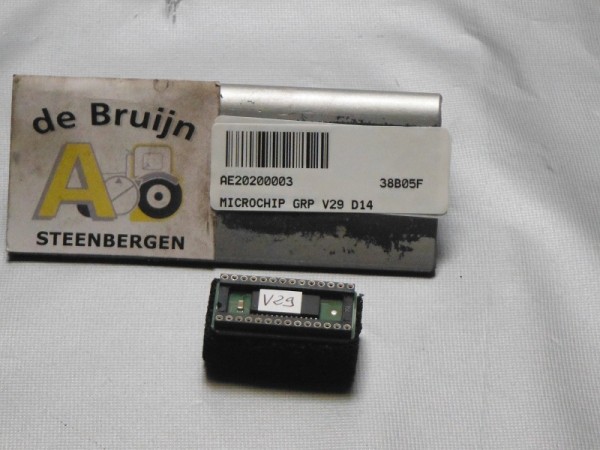 de Bruijn
A
STEENBERGEN
AE20200003 38B05F
MICROCHIP GRP V29 D14
V29